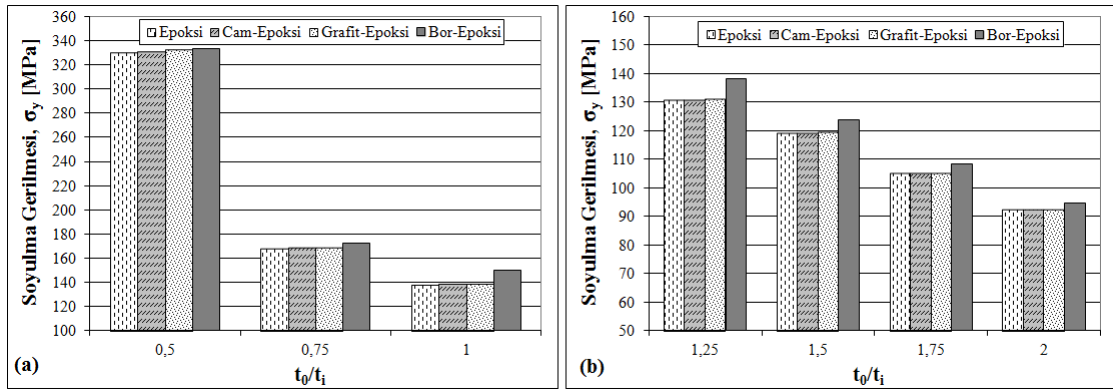 Soyulma Gerilmesi, σy [MPa]
360
340
320
300
280
260
240
220
200
180
160
140
120
100
Epoksi Cam-Epoksi Grafit-Epoksi Bor-Epoksi
0,5 0,75 1
(a)
t0/ti
Soyulma Gerilmesi, σy [MPa]
160
150
140
130
120
110
100
90
80
70
60
50
Epoksi Cam-Epoksi Grafit-Epoksi Bor-Epoksi
1,25 1,5 1,75 2
(b)
t0/ti